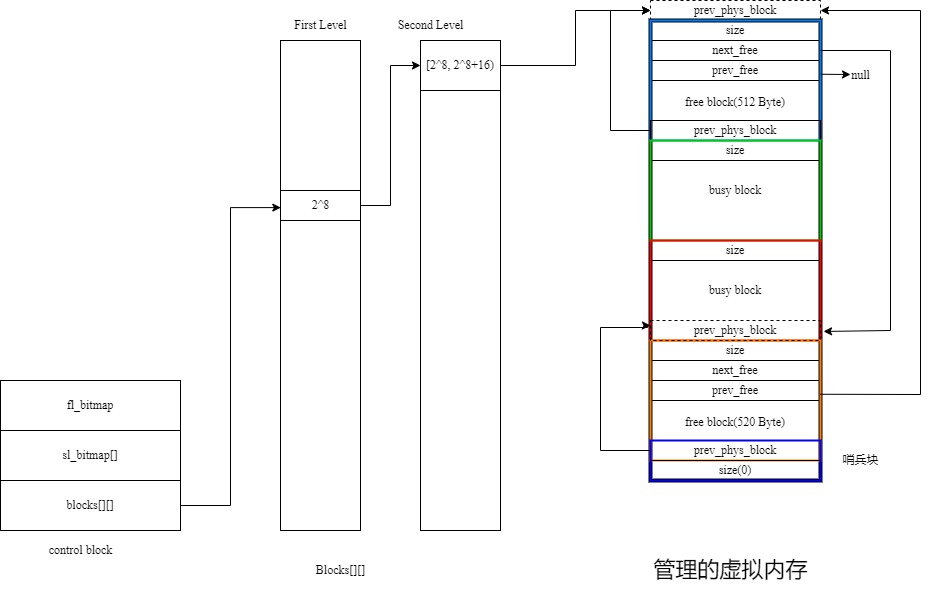 First Level
Second Level
[2^8, 2^8+16)
2^8
fl_bitmap
sl_bitmap[]
blocks[][]
control block
Blocks[][]
prev_phys_block
size
next_free
prev_free
null
free block(512 Byte)
prev_phys_block
size
busy block
size
busy block
prev_phys_block
size
next_free
prev_free
free block(520 Byte)
prev_phys_block
size(0)
哨兵块
管理的虚拟内存